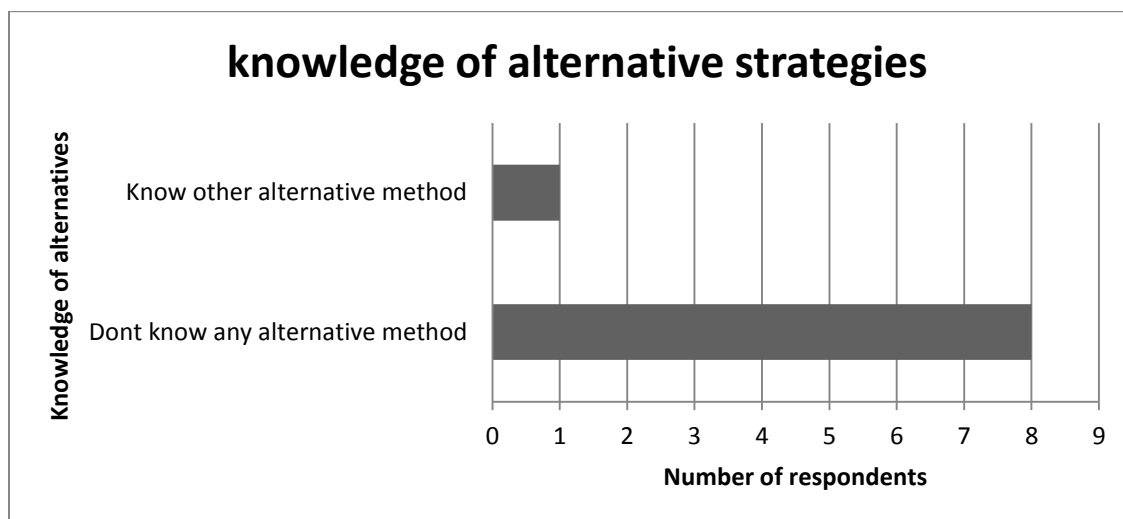 knowledge of alternative strategies
Knowledge of alternatives
Know other alternative method
Dont know any alternative method
0 1 2 3 4 5 6 7 8 9
Number of respondents